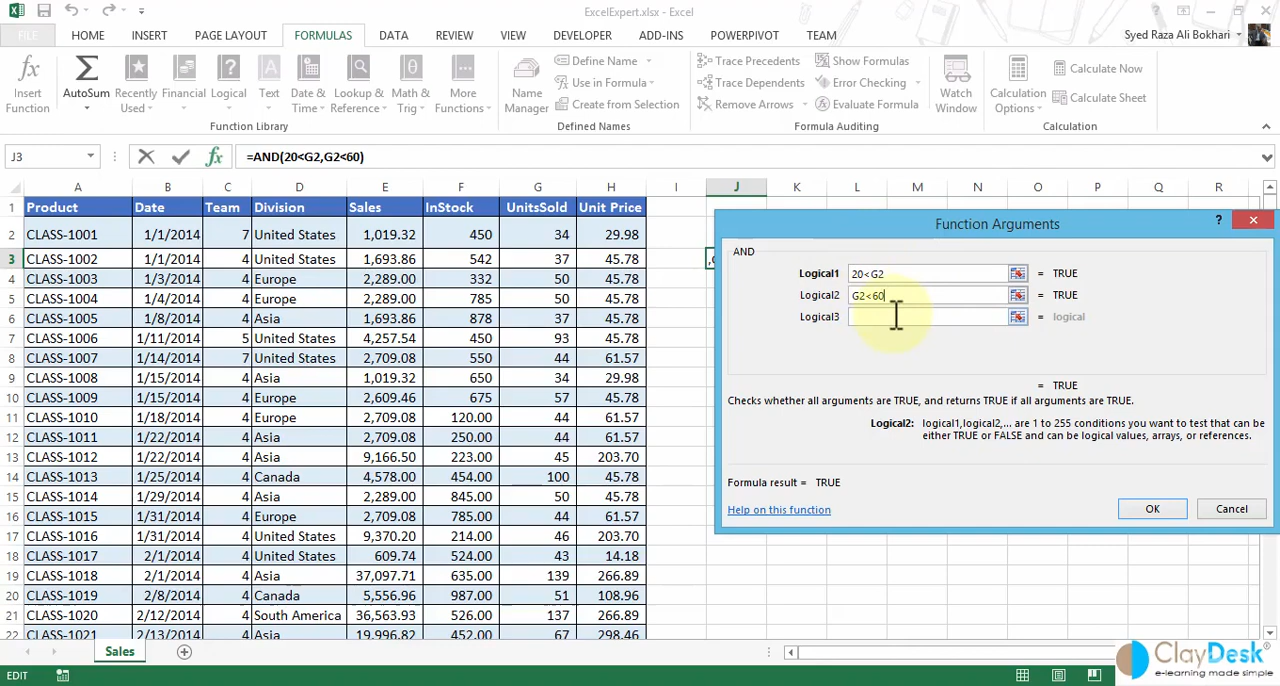 ExcelExpert.xlsx - Excel
FILE HOME INSERT PAGE LAYOUT FORMULAS DATA REVIEW VIEW DEVELOPER ADD-INS POWERPIVOT TEAM Syed Raza Ali Bokhari
Insert Function
AutoSum
Recently Used
Financial
Logical
Text
Date & Time
Lookup & Reference
Math & Trig
More Functions
Function Library
Name Manager
Define Name
Use in Formula
Create from Selection
Defined Names
Trace Precedents
Trace Dependents
Remove Arrows
Show Formulas
Error Checking
Evaluate Formula
Formula Auditing
Watch Window
Calculation Options
Calculate Now
Calculate Sheet
Calculation
J3 fx =AND(20<G2,G2<60)
A B C D E F G H I J K L M N O P Q R
1 Product Date Team Division Sales InStock UnitsSold Unit Price
2 CLASS-1001 1/1/2014 7 United States 1,019.32 450 34 29.98
3 CLASS-1002 1/1/2014 4 United States 1,693.86 542 37 45.78
4 CLASS-1003 1/1/2014 4 Europe 2,289.00 332 50 45.78
5 CLASS-1004 1/4/2014 4 Europe 2,289.00 785 50 45.78
6 CLASS-1005 1/8/2014 4 Asia 1,693.86 878 37 45.78
7 CLASS-1006 1/11/2014 5 United States 4,257.54 450 93 45.78
8 CLASS-1007 1/14/2014 7 United States 2,709.08 550 44 61.57
9 CLASS-1008 1/15/2014 4 Asia 1,019.32 650 34 29.98
10 CLASS-1009 1/15/2014 4 Europe 2,609.46 675 57 45.78
11 CLASS-1010 1/18/2014 4 Europe 2,709.08 120.00 44 61.57
12 CLASS-1011 1/22/2014 4 Asia 2,709.08 250.00 44 61.57
13 CLASS-1012 1/22/2014 4 Asia 9,166.50 223.00 45 203.70
14 CLASS-1013 1/25/2014 4 Canada 4,578.00 454.00 100 45.78
15 CLASS-1014 1/29/2014 4 Asia 2,289.00 845.00 50 45.78
16 CLASS-1015 1/31/2014 4 Europe 2,709.08 785.00 44 61.57
17 CLASS-1016 1/31/2014 4 United States 9,370.20 214.00 46 203.70
18 CLASS-1017 2/1/2014 4 United States 609.74 524.00 43 14.18
19 CLASS-1018 2/1/2014 4 Asia 37,097.71 635.00 139 266.89
20 CLASS-1019 2/8/2014 4 Canada 5,556.96 987.00 51 108.96
21 CLASS-1020 2/12/2014 4 South America 36,563.93 526.00 137 266.89
22 CLASS-1021 2/13/2014 4 Asia 19,996.82 452.00 67 298.46
Function Arguments ?
AND
Logical1 20<G2 = TRUE
Logical2 G2<60 = TRUE
Logical3 = logical
= TRUE
Checks whether all arguments are TRUE, and returns TRUE if all arguments are TRUE.
Logical2: logical1,logical2,... are 1 to 255 conditions you want to test that can be
either TRUE or FALSE and can be logical values, arrays, or references.
Formula result = TRUE
Help on this function
OK Cancel
Sales
EDIT
ClayDesk®
e-learning made simple